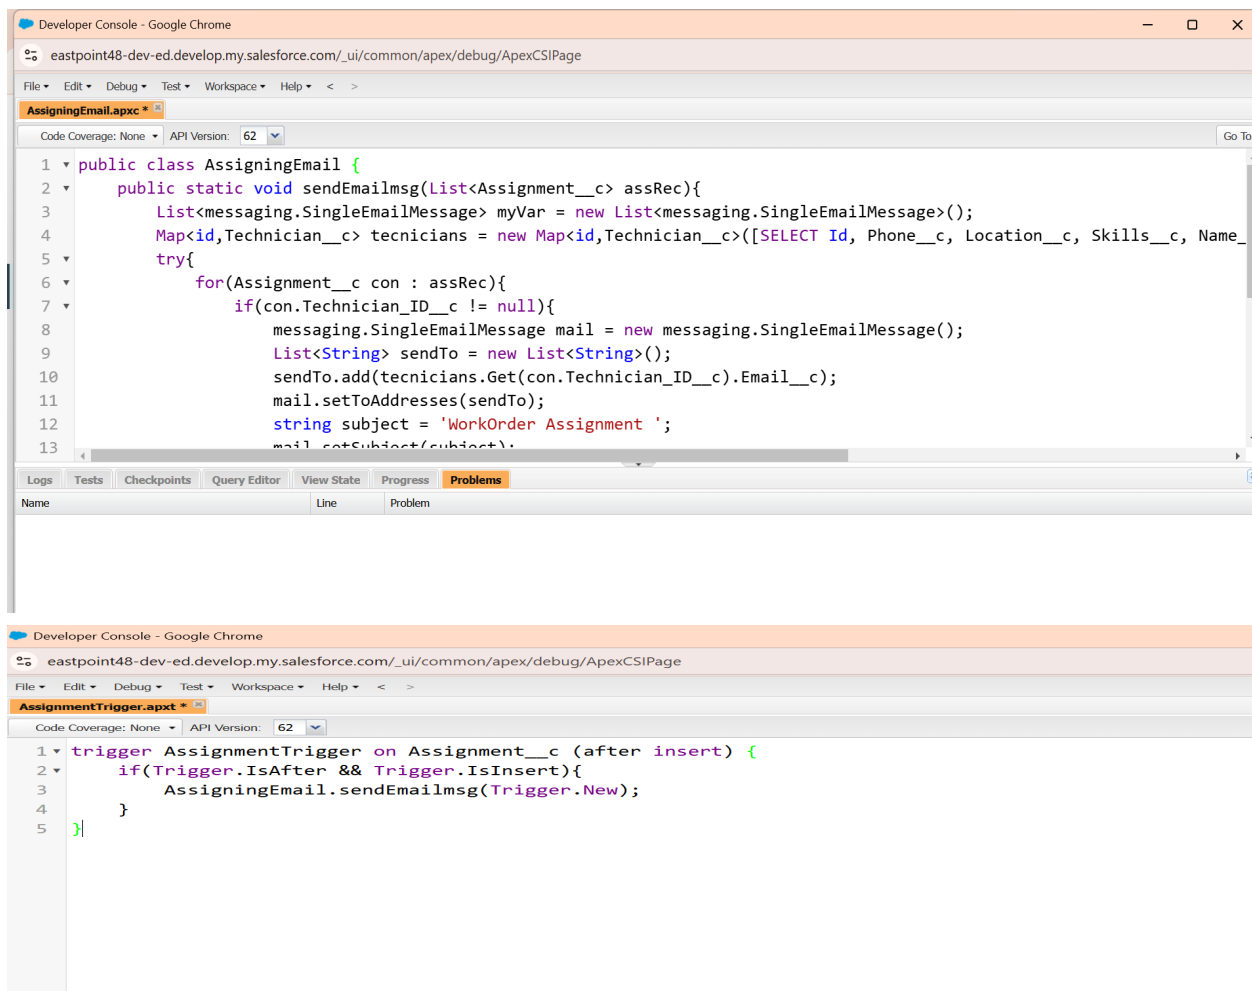 Developer Console - Google Chrome
eastpoint48-dev-ed.develop.my.salesforce.com/_ui/common/apex/debug/ApexCSIPage
File Edit Debug Test Workspace Help < >
AssigningEmail.apxc *
Code Coverage: None API Version: 62 Go To
1 public class AssigningEmail {
2 public static void sendEmailmsg(List<Assignment__c> assRec){
3 List<messaging.SingleEmailMessage> myVar = new List<messaging.SingleEmailMessage>();
4 Map<id,Technician__c> tecnicians = new Map<id,Technician__c>([SELECT Id, Phone__c, Location__c, Skills__c, Name_
5 try{
6 for(Assignment__c con : assRec){
7 if(con.Technician_ID__c != null){
8 messaging.SingleEmailMessage mail = new messaging.SingleEmailMessage();
9 List<String> sendTo = new List<String>();
10 sendTo.add(tecnicians.Get(con.Technician_ID__c).Email__c);
11 mail.setToAddresses(sendTo);
12 string subject = 'WorkOrder Assignment ';
13 mail.setSubject(subject);
Logs Tests Checkpoints Query Editor View State Progress Problems
Name Line Problem
Developer Console - Google Chrome
eastpoint48-dev-ed.develop.my.salesforce.com/_ui/common/apex/debug/ApexCSIPage
File Edit Debug Test Workspace Help < >
AssignmentTrigger.apxt *
Code Coverage: None API Version: 62
1 trigger AssignmentTrigger on Assignment__c (after insert) {
2 if(Trigger.IsAfter && Trigger.IsInsert){
3 AssigningEmail.sendEmailmsg(Trigger.New);
4 }
5 }